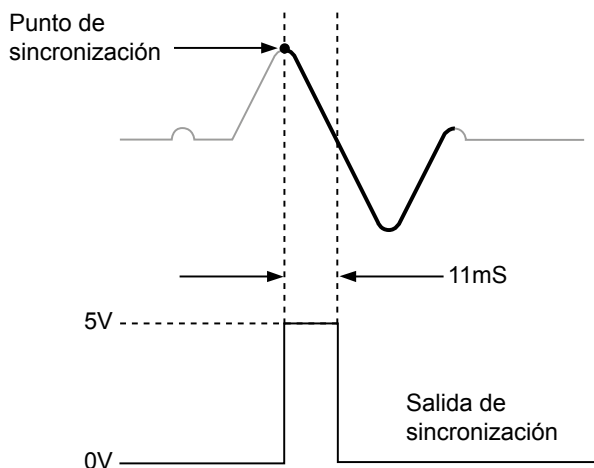 Punto de
sincronización
11mS
5V
Salida de
sincronización
0V